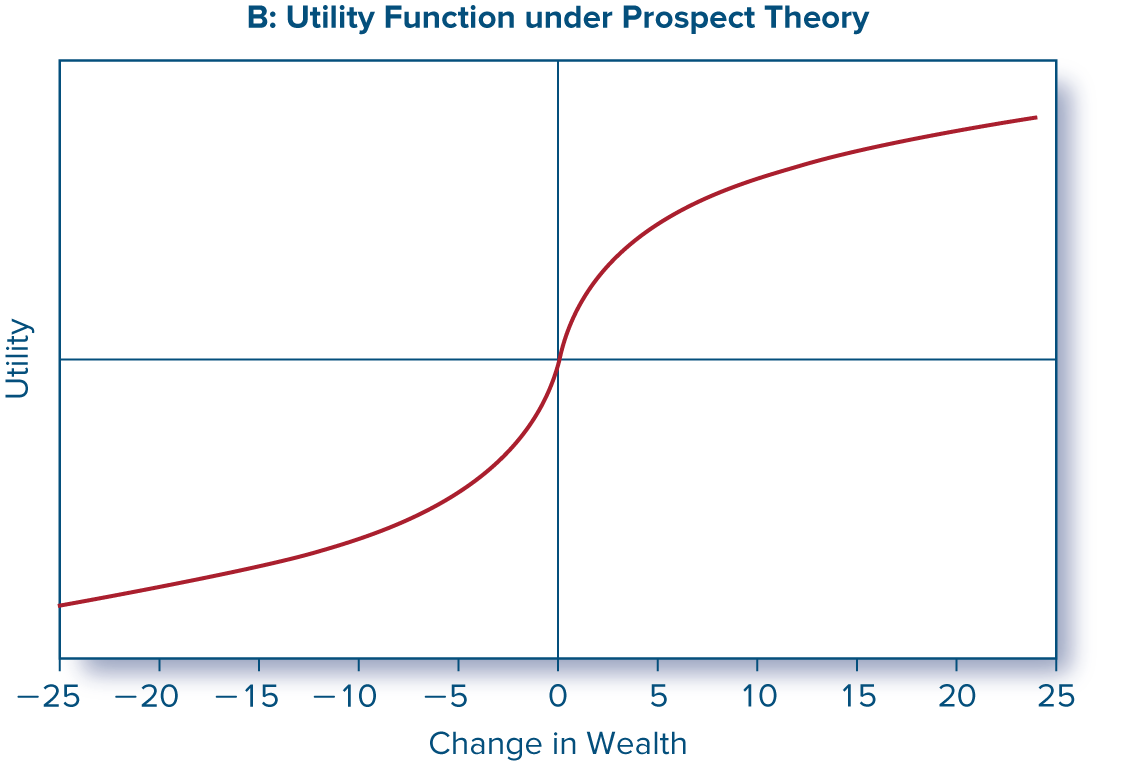 B: Utility Function under Prospect Theory
Utility
−25 −20 −15 −10 −5 0 5 10 15 20 25
Change in Wealth